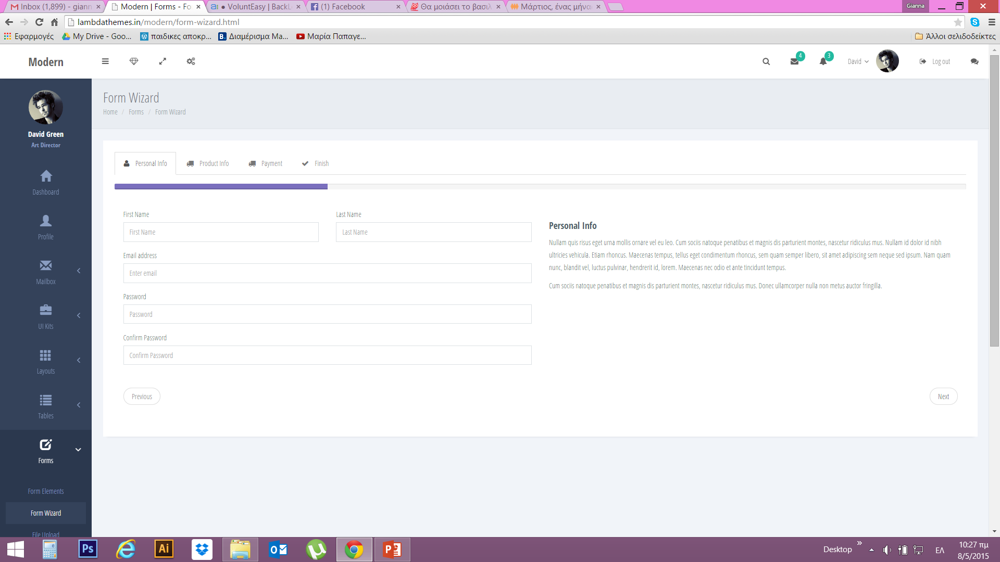 Inbox (1,899) - giann
Modern | Forms - Fo
VoluntEasy | BackL
(1) Facebook
Θα μοιάσει το βασιλ
Μάρτιος, ένας μήνα
Gianna
lambdathemes.in/modern/form-wizard.html
Εφαρμογές
My Drive - Goo...
παιδικες αποκρ...
Διαμέρισμα Ma...
Μαρία Παπαγε...
Άλλοι σελιδοδείκτες
Modern
4
3
David
Log out
David Green
Art Director
Dashboard
Profile
Mailbox
UI Kits
Layouts
Tables
Forms
Form Elements
Form Wizard
File Upload
Form Wizard
Home / Forms / Form Wizard
Personal Info
Product Info
Payment
Finish
First Name
First Name
Last Name
Last Name
Email address
Enter email
Password
Password
Confirm Password
Confirm Password
Personal Info
Nullam quis risus eget urna mollis ornare vel eu leo. Cum sociis natoque penatibus et magnis dis parturient montes, nascetur ridiculus mus. Nullam id dolor id nibh
ultricies vehicula. Etiam rhoncus. Maecenas tempus, tellus eget condimentum rhoncus, sem quam semper libero, sit amet adipiscing sem neque sed ipsum. Nam quam
nunc, blandit vel, luctus pulvinar, hendrerit id, lorem. Maecenas nec odio et ante tincidunt tempus.
Cum sociis natoque penatibus et magnis dis parturient montes, nascetur ridiculus mus. Donec ullamcorper nulla non metus auctor fringilla.
Previous
Next
Ps
Ai
Desktop
ΕΛ
10:27 πμ
8/5/2015